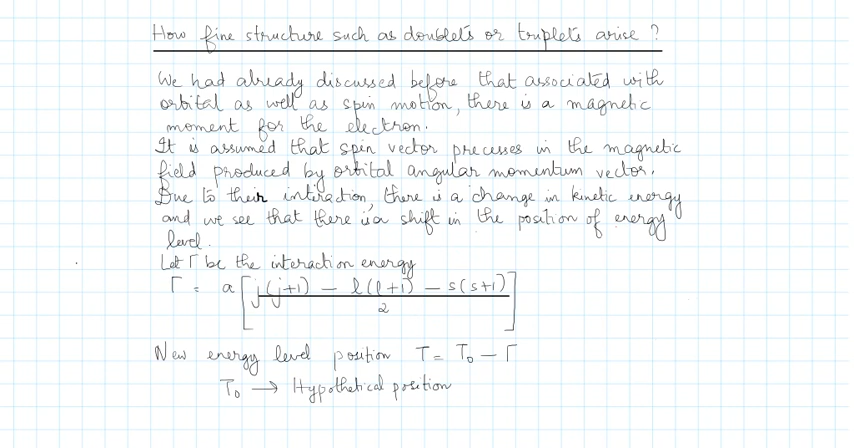 How fine structure such as doublets or triplets arise ?
We had already discussed before that associated with
orbital as well as spin motion, there is a magnetic
moment for the electron.
It is assumed that spin vector precesses in the magnetic
field produced by orbital angular momentum vector.
Due to their intiraction, there is a change in kinetic energy
and we see that there is a shift in the position of energy
level.
Let Γ be the interaction energy
Γ = a [ j(j+1) - l(l+1) - s(s+1) / 2 ]
New energy level position T = T₀ - Γ
T₀ → Hypothetical position